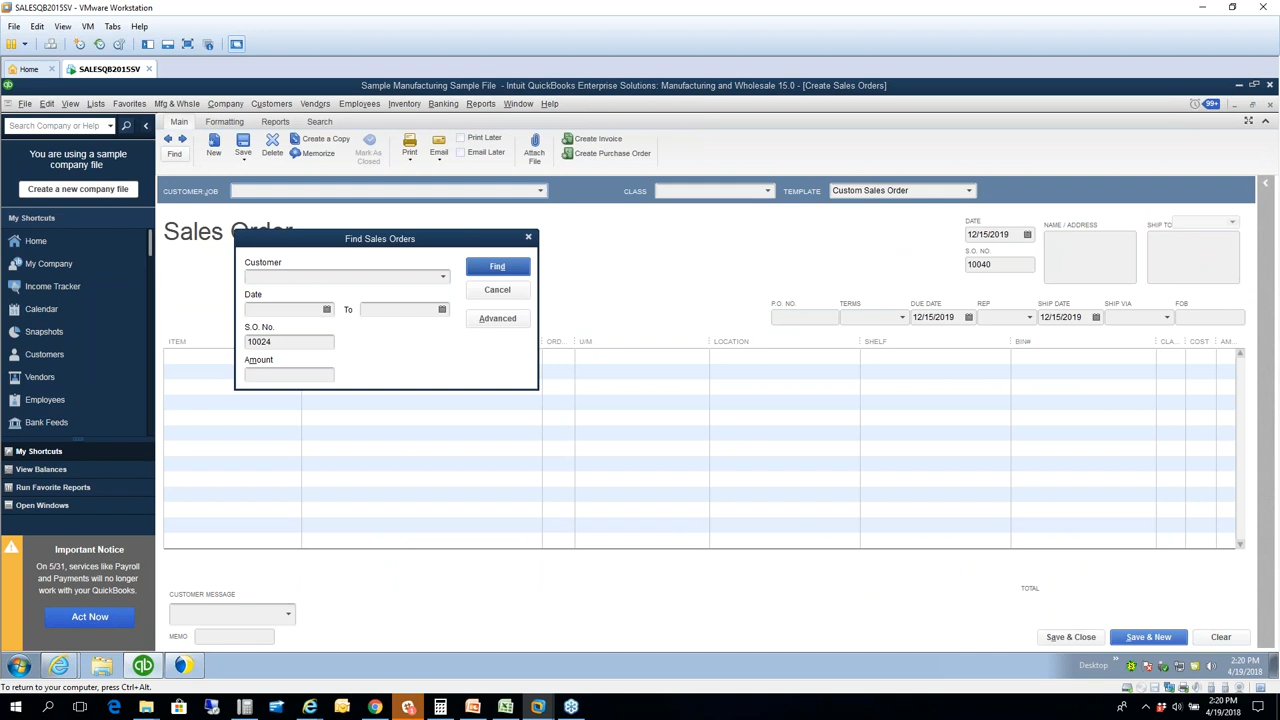 SALESQB2015SV - VMware Workstation
File Edit View VM Tabs Help
Home SALESQB2015SV
Sample Manufacturing Sample File - Intuit QuickBooks Enterprise Solutions: Manufacturing and Wholesale 15.0 - [Create Sales Orders]
File Edit View Lists Favorites Mfg & Whsle Company Customers Vendors Employees Inventory Banking Reports Window Help 99+
Search Company or Help
Main Formatting Reports Search
Find New Save Delete Create a Copy Memorize Mark As Closed Print Email Print Later Email Later Attach File Create Invoice Create Purchase Order
You are using a sample
company file
Create a new company file
CUSTOMER:JOB CLASS TEMPLATE Custom Sales Order
My Shortcuts
Home
My Company
Income Tracker
Calendar
Snapshots
Customers
Vendors
Employees
Bank Feeds
My Shortcuts
View Balances
Run Favorite Reports
Open Windows
Important Notice
On 5/31, services like Payroll
and Payments will no longer
work with your QuickBooks.
Act Now
Sales Order
DATE NAME / ADDRESS SHIP TO
12/15/2019
S.O. NO.
10040
P.O. NO. TERMS DUE DATE REP SHIP DATE SHIP VIA FOB
12/15/2019 12/15/2019
ITEM ORD... U/M LOCATION SHELF BIN# CLA... COST AM...
Find Sales Orders
Customer
Find
Date
Cancel
To
Advanced
S.O. No.
10024
Amount
CUSTOMER MESSAGE
TOTAL
MEMO
Save & Close Save & New Clear
Desktop
2:20 PM
4/19/2018
To return to your computer, press Ctrl+Alt.
2:20 PM
4/19/2018